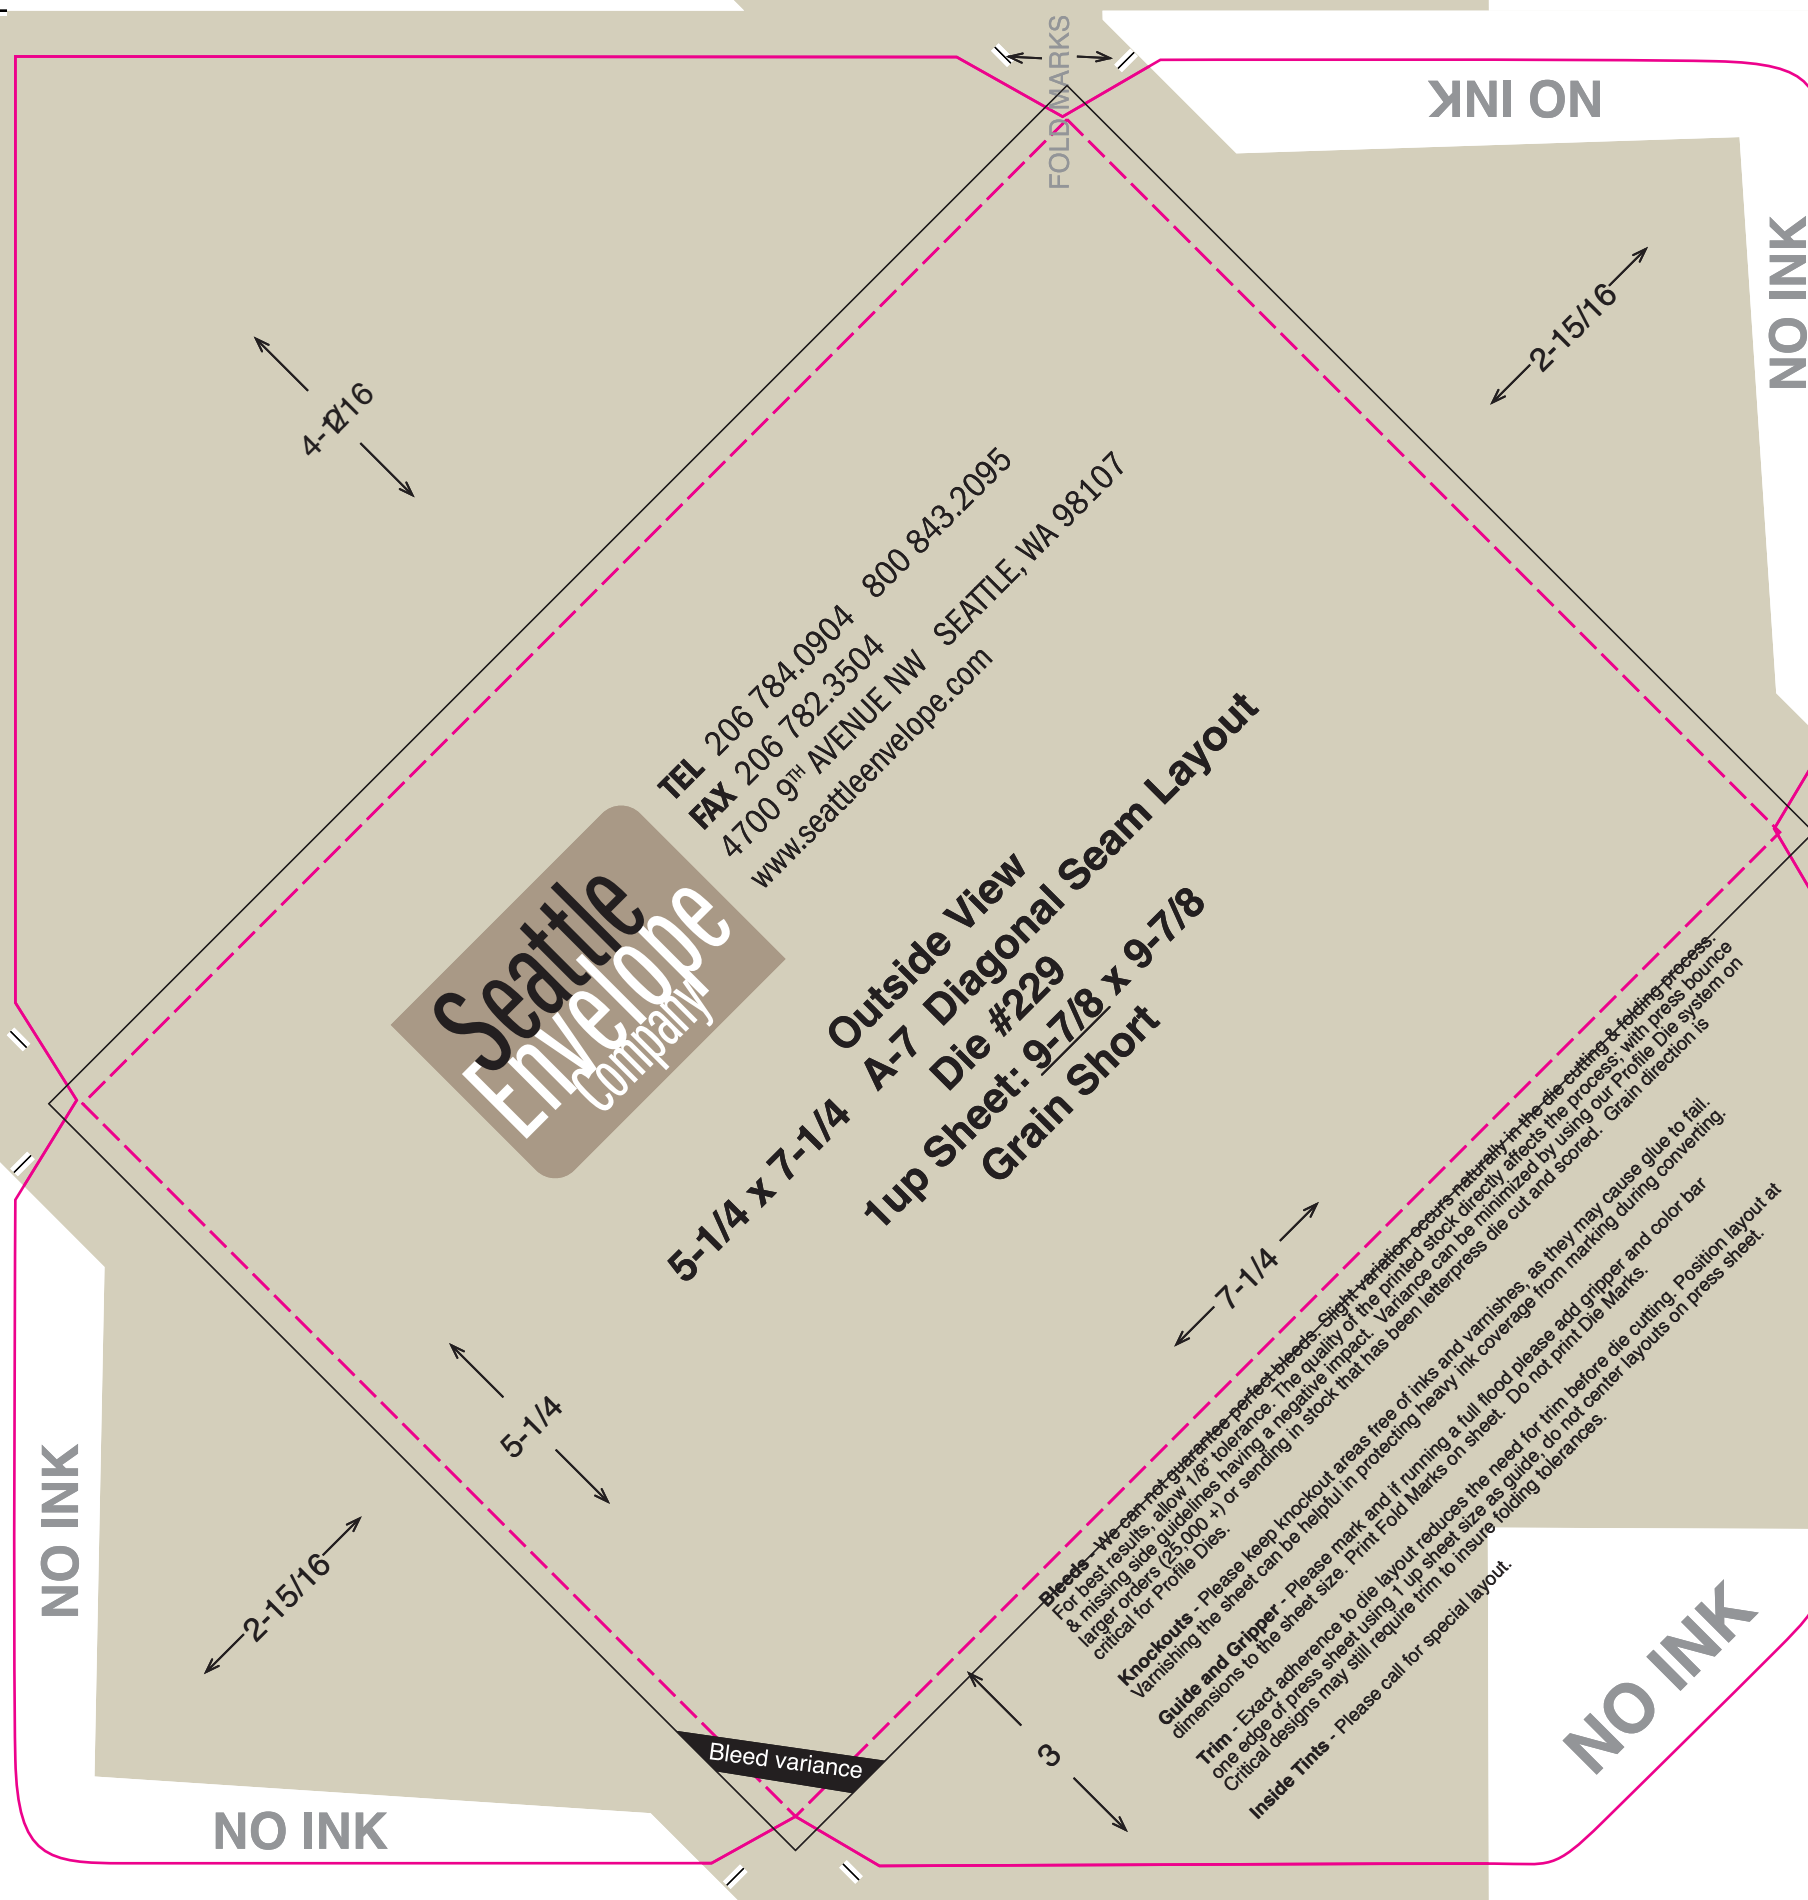 FOLD MARKS
NO INK
NO INK
2-15/16
TEL 206 784.0904 800 843.2095
FAX 206 782.3504
4700 9TH AVENUE NW SEATTLE, WA 98107
www.seattleenvelope.com
Seattle
Envelope
Company
Outside View
5-1/4 x 7-1/4 A-7 Diagonal Seam Layout
Die #229
1up Sheet: 9-7/8 x 9-7/8
Grain Short
7-1/4
5-1/4
2-15/16
NO INK
NO INK
Bleed variance
3
Bleeds - We can not guarantee perfect bleeds. Slight variation occurs naturally in the die cutting & folding process.
For best results, allow 1/8" tolerance. The quality of the printed stock directly affects the process; with press bounce
& missing side guidelines having a negative impact. Variance can be minimized by using our Profile Die system on
larger orders (25,000 +) or sending in stock that has been letterpress die cut and scored. Grain direction is
critical for Profile Dies.
Knockouts - Please keep knockout areas free of inks and varnishes, as they may cause glue to fail.
Varnishing the sheet can be helpful in protecting heavy ink coverage from marking during converting.
Guide and Gripper - Please mark and if running a full flood please add gripper and color bar
dimensions to the sheet size. Print Fold Marks on sheet. Do not print Die Marks.
Trim - Exact adherence to die layout reduces the need for trim before die cutting. Position layout at
one edge of press sheet using 1 up sheet size as guide, do not center layouts on press sheet.
Critical designs may still require trim to insure folding tolerances.
Inside Tints - Please call for special layout.
NO INK